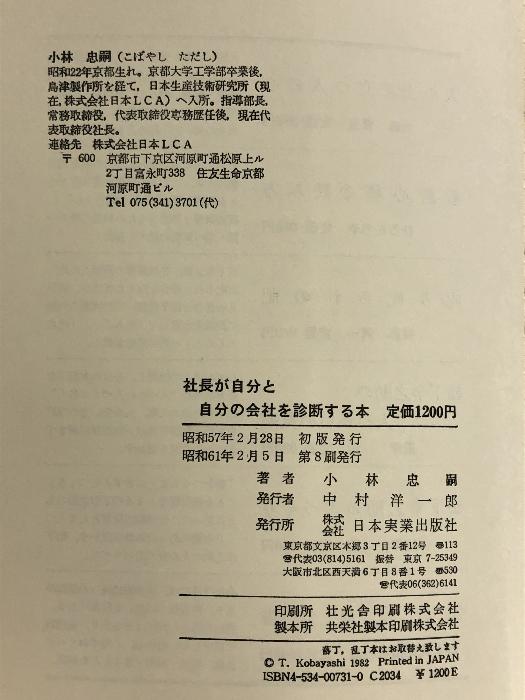 小林 忠嗣(こばやし ただし)
昭和22年京都生れ。京都大学工学部卒業後,
島津製作所を経て,日本生産技術研究所(現
在,株式会社日本LCA)へ入所。指導部長,
常務取締役,代表取締役専務歴任後,現在代
表取締役社長。
連絡先 株式会社日本LCA
〒600 京都市下京区河原町通松原上ル
2丁目富永町338 住友生命京都
河原町通ビル
Tel 075(341)3701(代)
社長が自分と
自分の会社を診断する本 定価1200円
昭和57年2月28日 初版発行
昭和61年2月5日 第8刷発行
著者 小林忠嗣
発行者 中村洋一郎
発行所 株式会社 日本実業出版社
東京都文京区本郷3丁目2番12号 〠113
☎代表03(814)5161 振替 東京7-25349
大阪市北区西天満6丁目8番1号 〠530
☎代表06(362)6141
印刷所 壮光舎印刷株式会社
製本所 共栄社製本印刷株式会社
落丁,乱丁本はお取替え致します
© T. Kobayashi 1982 Printed in JAPAN
ISBN4-534-00731-0 C2034 ¥1200E